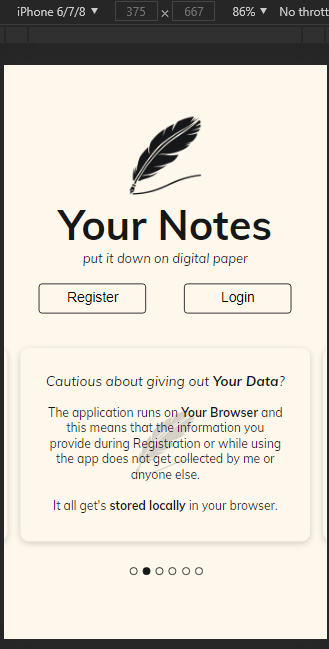 iPhone 6/7/8 ▼ 375 × 667 86% ▼ No thrott
Your Notes
put it down on digital paper
Register Login
Cautious about giving out Your Data?
The application runs on Your Browser and
this means that the information you
provide during Registration or while using
the app does not get collected by me or
anyone else.
It all get's stored locally in your browser.